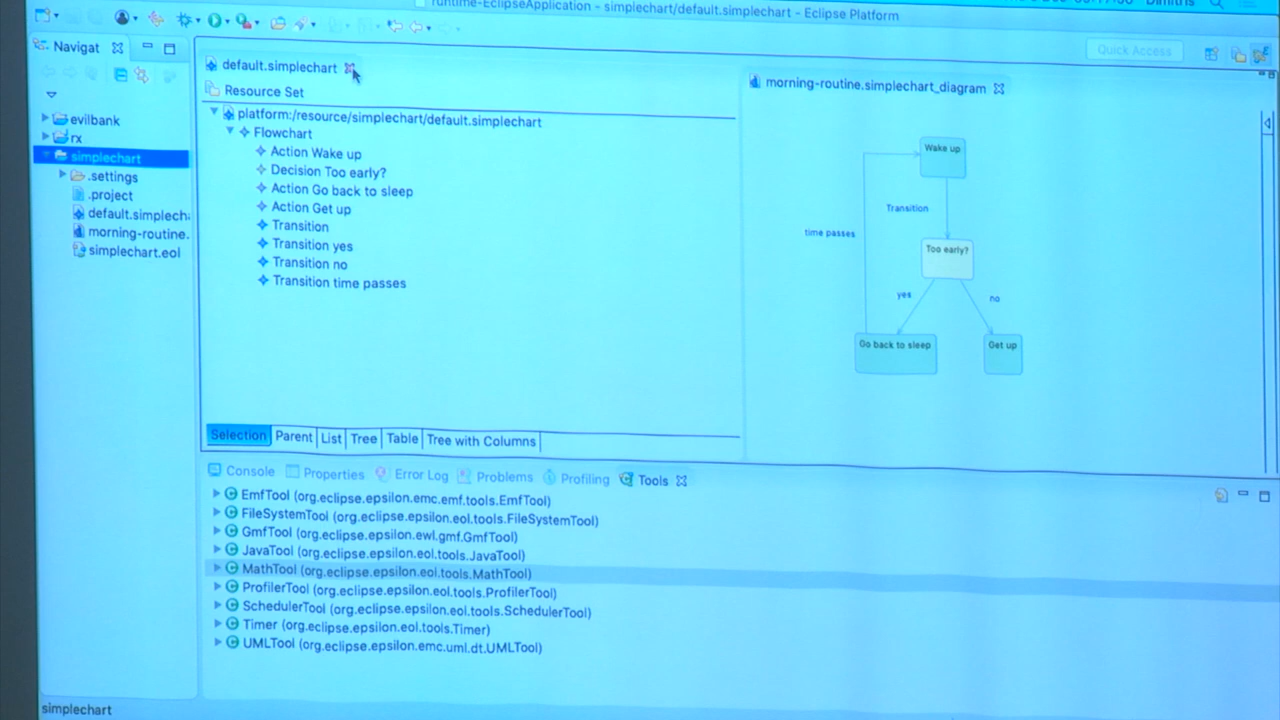 runtime-EclipseApplication - simplechart/default.simplechart - Eclipse Platform
Quick Access
Navigat
evilbank
rx
simplechart
.settings
.project
default.simplech
morning-routine.
simplechart.eol
default.simplechart
Resource Set
platform:/resource/simplechart/default.simplechart
Flowchart
Action Wake up
Decision Too early?
Action Go back to sleep
Action Get up
Transition
Transition yes
Transition no
Transition time passes
Selection Parent List Tree Table Tree with Columns
morning-routine.simplechart_diagram
Wake up
Transition
time passes
Too early?
yes
no
Go back to sleep
Get up
Console Properties Error Log Problems Profiling Tools
EmfTool (org.eclipse.epsilon.emc.emf.tools.EmfTool)
FileSystemTool (org.eclipse.epsilon.eol.tools.FileSystemTool)
GmfTool (org.eclipse.epsilon.ewl.gmf.GmfTool)
JavaTool (org.eclipse.epsilon.eol.tools.JavaTool)
MathTool (org.eclipse.epsilon.eol.tools.MathTool)
ProfilerTool (org.eclipse.epsilon.eol.tools.ProfilerTool)
SchedulerTool (org.eclipse.epsilon.eol.tools.SchedulerTool)
Timer (org.eclipse.epsilon.eol.tools.Timer)
UMLTool (org.eclipse.epsilon.emc.uml.dt.UMLTool)
simplechart